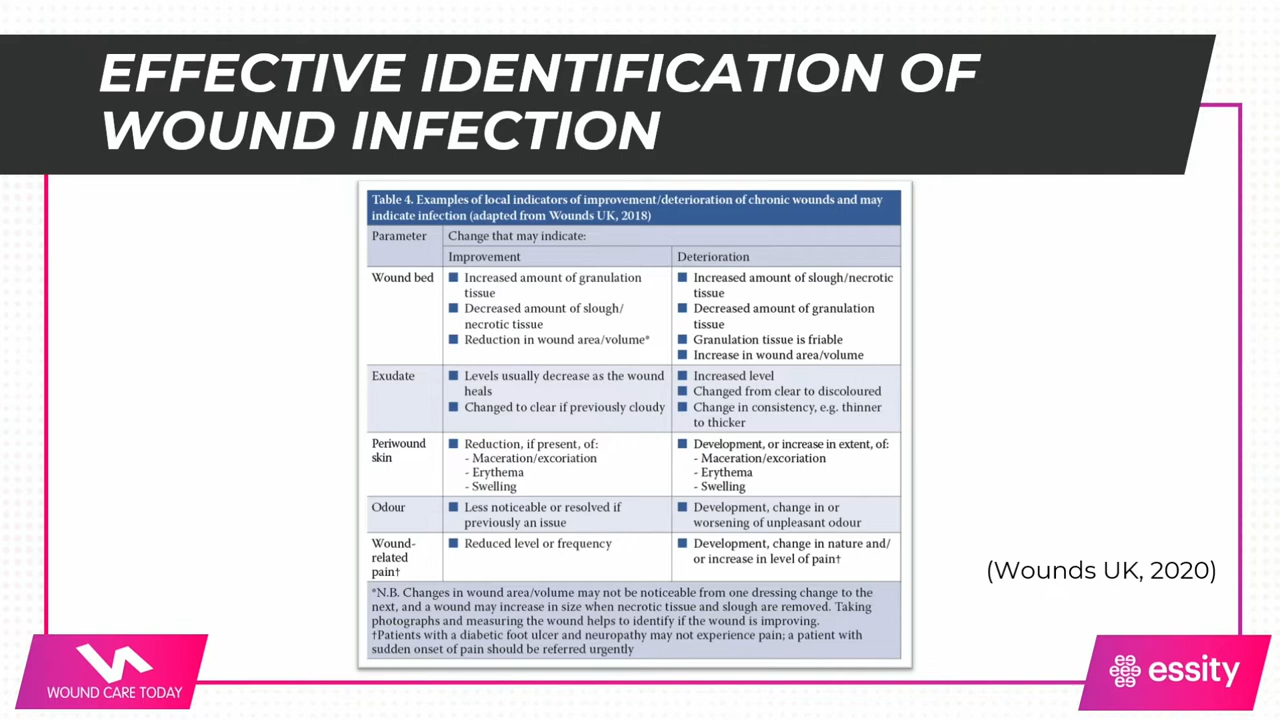 EFFECTIVE IDENTIFICATION OF
WOUND INFECTION
Table 4. Examples of local indicators of improvement/deterioration of chronic wounds and may
indicate infection (adapted from Wounds UK, 2018)
Parameter
Change that may indicate:
Improvement
Deterioration
Wound bed
Increased amount of granulation
tissue
Decreased amount of slough/
necrotic tissue
Reduction in wound area/volume*
Increased amount of slough/necrotic
tissue
Decreased amount of granulation
tissue
Granulation tissue is friable
Increase in wound area/volume
Exudate
Levels usually decrease as the wound
heals
Changed to clear if previously cloudy
Increased level
Changed from clear to discoloured
Change in consistency, e.g. thinner
to thicker
Periwound
skin
Reduction, if present, of:
- Maceration/excoriation
- Erythema
- Swelling
Development, or increase in extent, of:
- Maceration/excoriation
- Erythema
- Swelling
Odour
Less noticeable or resolved if
previously an issue
Development, change in or
worsening of unpleasant odour
Wound-
related
pain†
Reduced level or frequency
Development, change in nature and/
or increase in level of pain†
*N.B. Changes in wound area/volume may not be noticeable from one dressing change to the
next, and a wound may increase in size when necrotic tissue and slough are removed. Taking
photographs and measuring the wound helps to identify if the wound is improving.
†Patients with a diabetic foot ulcer and neuropathy may not experience pain; a patient with
sudden onset of pain should be referred urgently
(Wounds UK, 2020)
WOUND CARE TODAY
essity